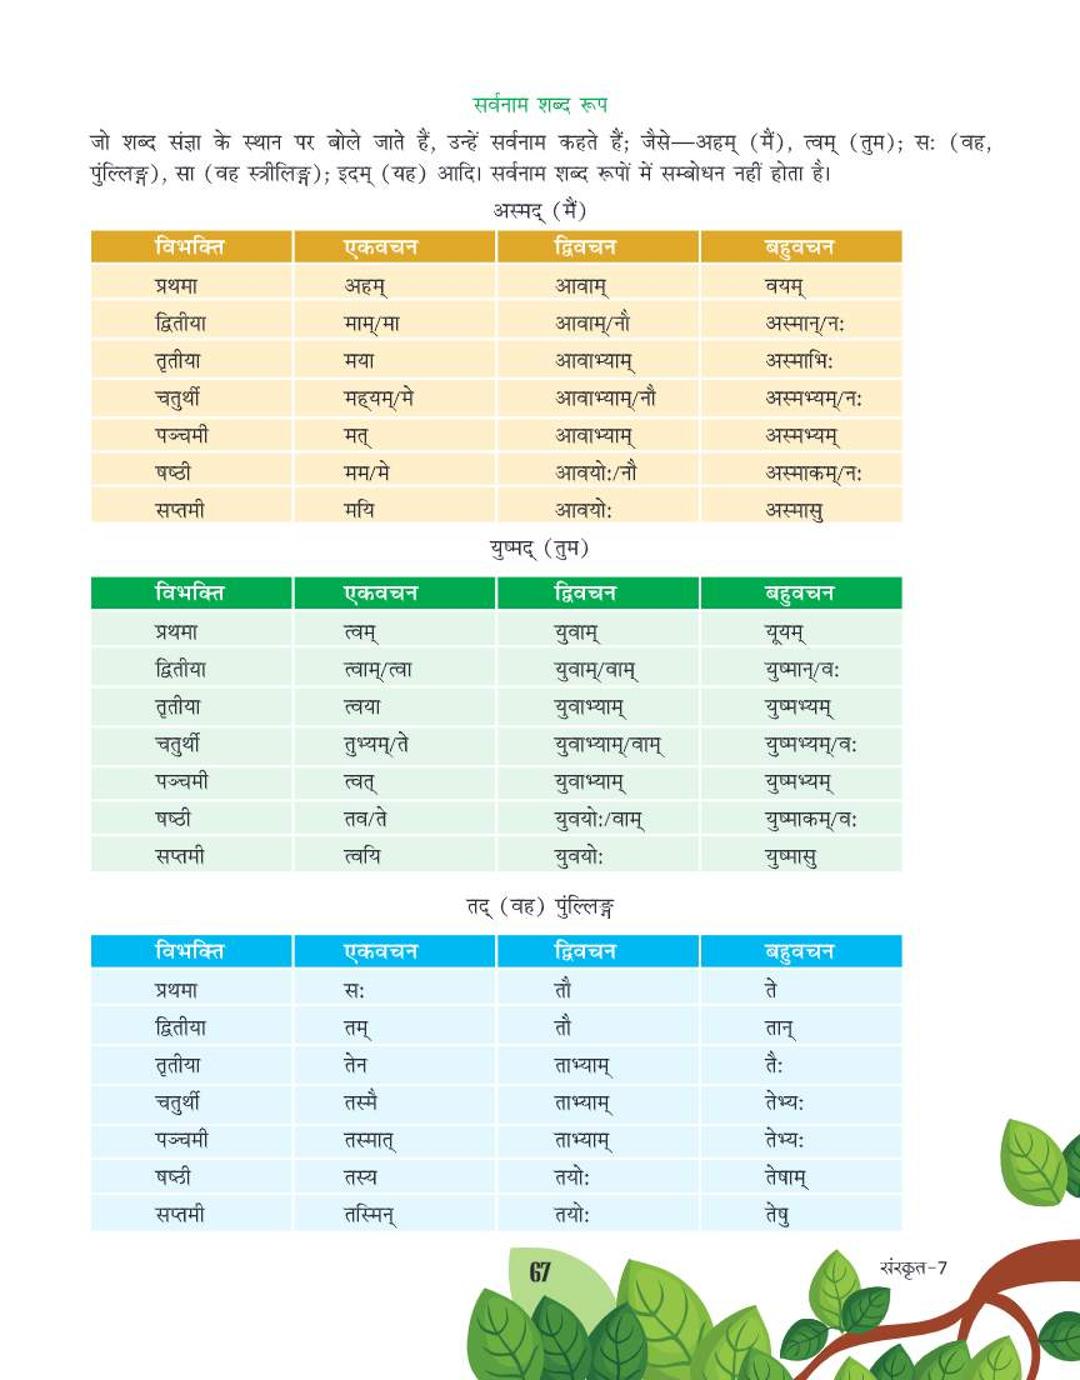 सर्वनाम शब्द रूप
जो शब्द संज्ञा के स्थान पर बोले जाते हैं, उन्हें सर्वनाम कहते हैं; जैसे—अहम् (मैं), त्वम् (तुम); स: (वह,
पुंल्लिङ्ग), सा (वह स्त्रीलिङ्ग); इदम् (यह) आदि। सर्वनाम शब्द रूपों में सम्बोधन नहीं होता है।
अस्मद् (मैं)
विभक्ति एकवचन द्विवचन बहुवचन
प्रथमा अहम् आवाम् वयम्
द्वितीया माम्/मा आवाम्/नौ अस्मान्/न:
तृतीया मया आवाभ्याम् अस्माभि:
चतुर्थी मह्यम्/मे आवाभ्याम्/नौ अस्मभ्यम्/न:
पञ्चमी मत् आवाभ्याम् अस्मभ्यम्
षष्ठी मम/मे आवयो:/नौ अस्माकम्/न:
सप्तमी मयि आवयो: अस्मासु
युष्मद् (तुम)
विभक्ति एकवचन द्विवचन बहुवचन
प्रथमा त्वम् युवाम् यूयम्
द्वितीया त्वाम्/त्वा युवाम्/वाम् युष्मान्/व:
तृतीया त्वया युवाभ्याम् युष्मभ्यम्
चतुर्थी तुभ्यम्/ते युवाभ्याम्/वाम् युष्मभ्यम्/व:
पञ्चमी त्वत् युवाभ्याम् युष्मभ्यम्
षष्ठी तव/ते युवयो:/वाम् युष्माकम्/व:
सप्तमी त्वयि युवयो: युष्मासु
तद् (वह) पुंल्लिङ्ग
विभक्ति एकवचन द्विवचन बहुवचन
प्रथमा स: तौ ते
द्वितीया तम् तौ तान्
तृतीया तेन ताभ्याम् तै:
चतुर्थी तस्मै ताभ्याम् तेभ्य:
पञ्चमी तस्मात् ताभ्याम् तेभ्य:
षष्ठी तस्य तयो: तेषाम्
सप्तमी तस्मिन् तयो: तेषु
67 संस्कृत-7